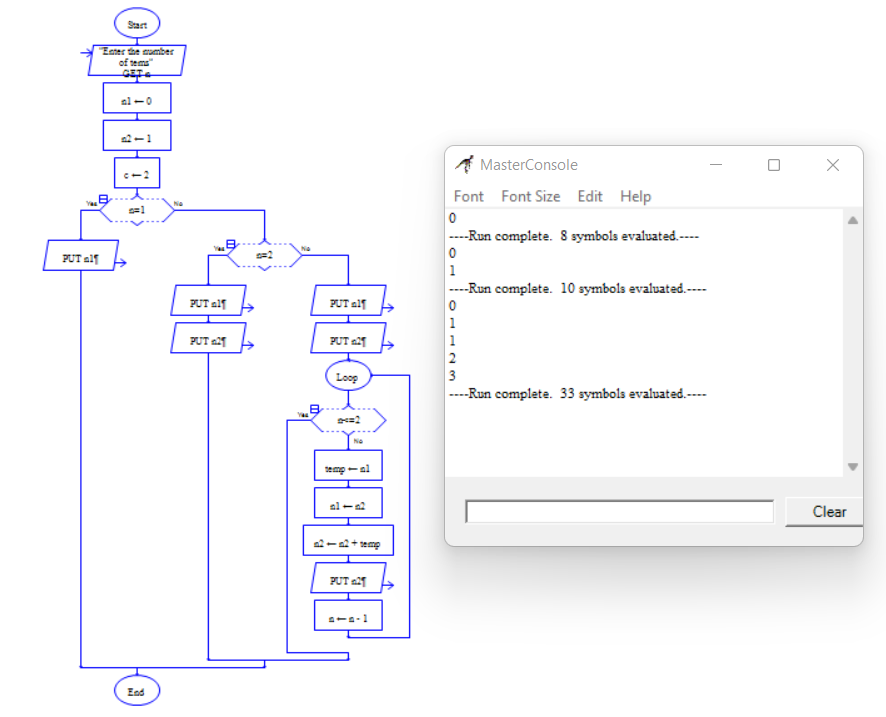 Start
"Enter the number
of tems"
GET n
n1 ← 0
n2 ← 1
c ← 2
Yes
n=1
No
PUT n1¶
Yes
n=2
No
PUT n1¶
PUT n2¶
PUT n1¶
PUT n2¶
Loop
Yes
n<=2
No
temp ← n1
n1 ← n2
n2 ← n2 + temp
PUT n2¶
n ← n - 1
End
MasterConsole
Font Font Size Edit Help
0
----Run complete. 8 symbols evaluated.----
0
1
----Run complete. 10 symbols evaluated.----
0
1
1
2
3
----Run complete. 33 symbols evaluated.----
Clear